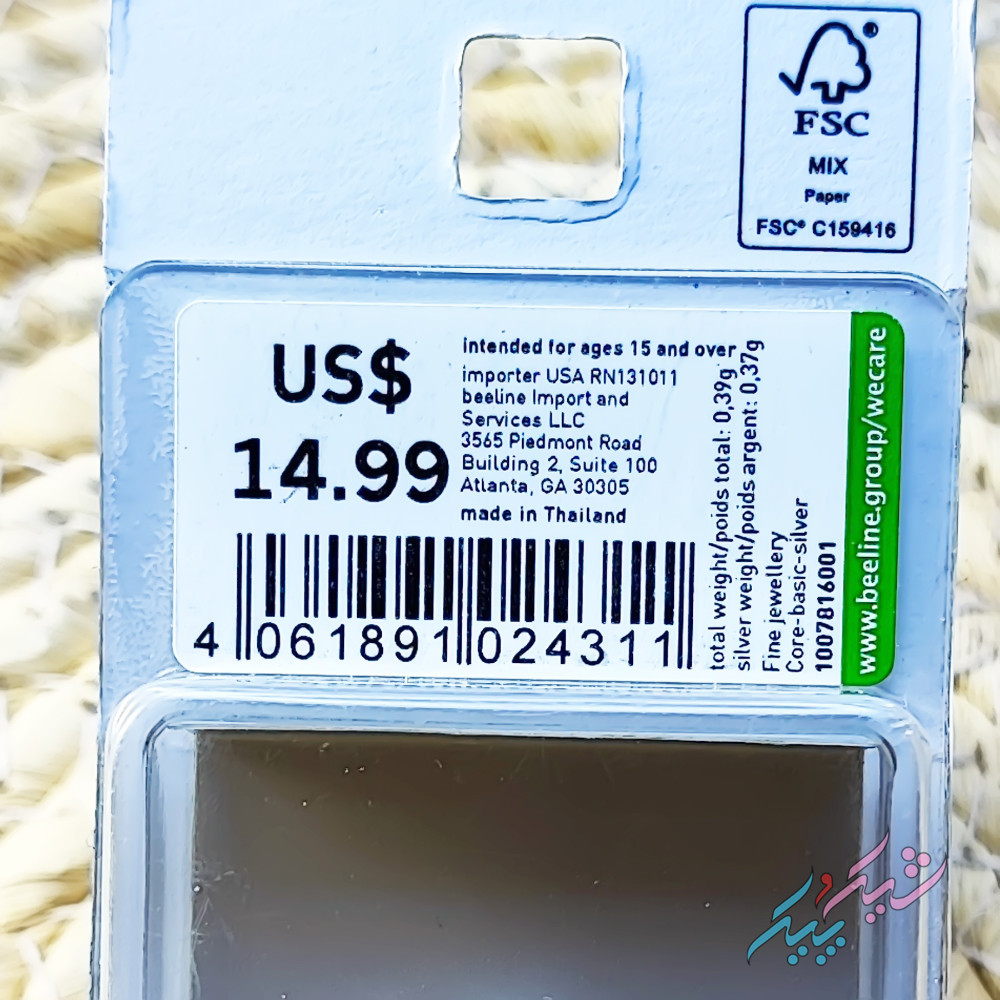 FSC®
MIX
Paper
FSC® C159416
US$
14.99
intended for ages 15 and over
importer USA RN131011
beeline Import and
Services LLC
3565 Piedmont Road
Building 2, Suite 100
Atlanta, GA 30305
made in Thailand
4 061891 024311
total weight/poids total: 0,39g
silver weight/poids argent: 0,37g
Fine jewellery
Core-basic-silver
1007816001
www.beeline.group/wecare
شیک و پیک